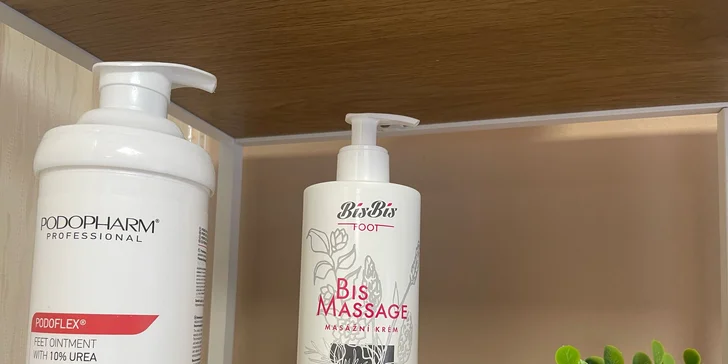 PODOPHARM®
PROFESSIONAL
PODOFLEX®
FEET OINTMENT
WITH 10% UREA
BisBis
FOOT
BIS
MASSAGE
MASÁŽNÍ KRÉM